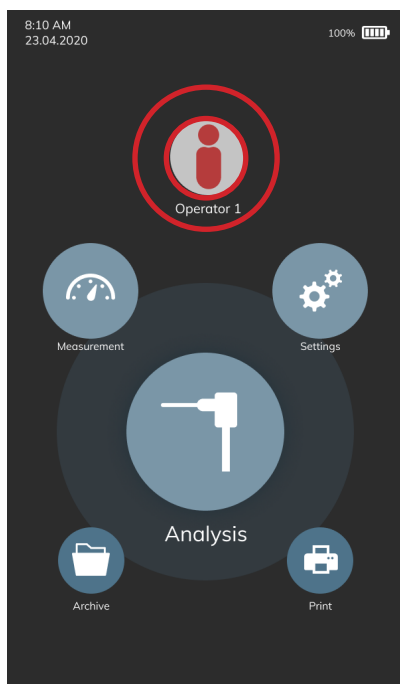 8:10 AM
23.04.2020
100%
Operator 1
Measurement
Settings
Analysis
Archive
Print